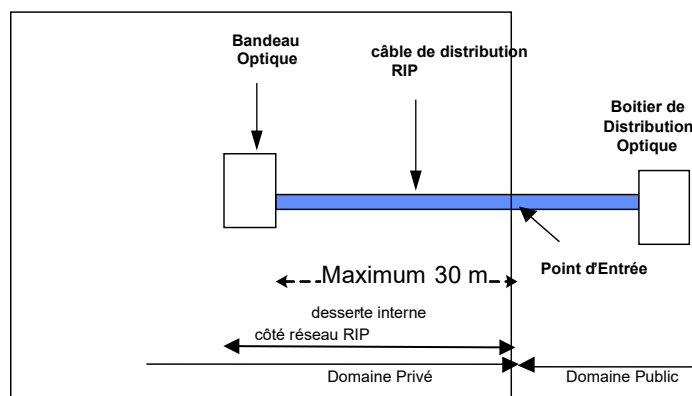 Bandeau
Optique
câble de distribution
RIP
Boitier de
Distribution
Optique
Point d'Entrée
Maximum 30 m
desserte interne
côté réseau RIP
Domaine Privé
Domaine Public